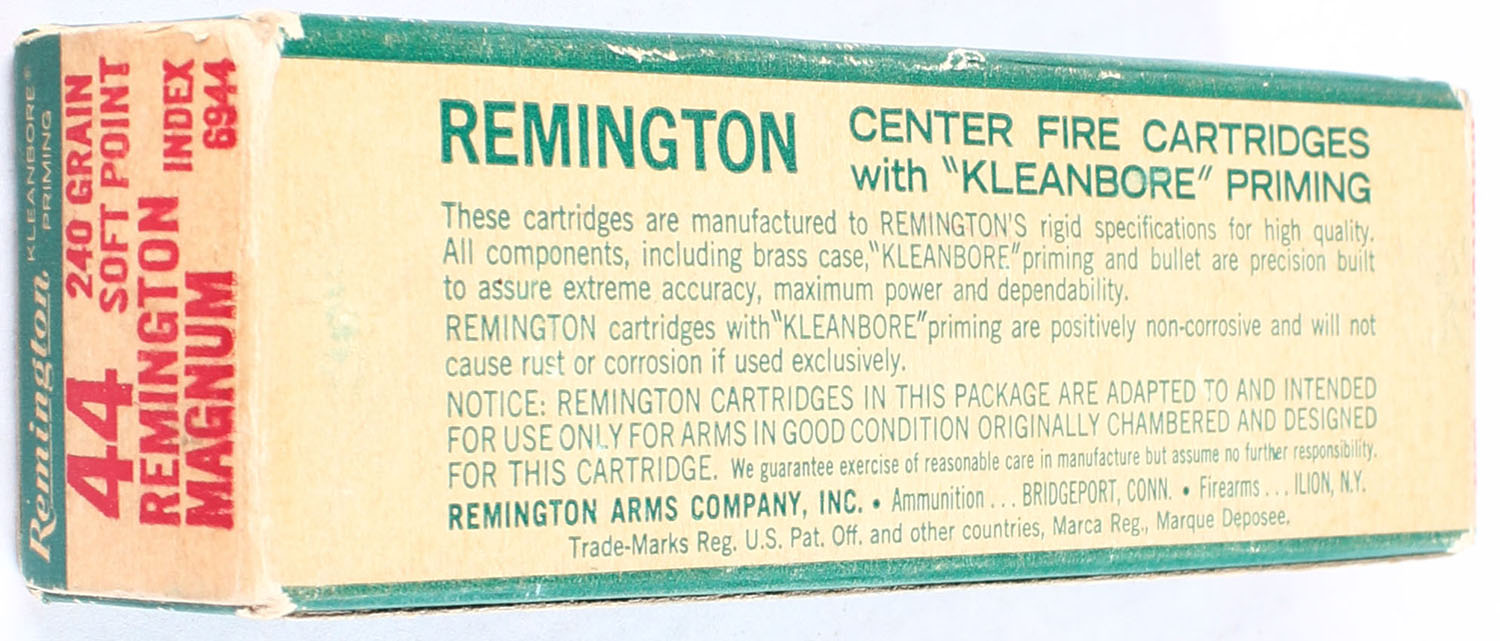 Remington® KLEANBORE®
PRIMING
240 GRAIN
SOFT POINT
44
REMINGTON INDEX
MAGNUM 6944
REMINGTON CENTER FIRE CARTRIDGES
with "KLEANBORE" PRIMING
These cartridges are manufactured to REMINGTON'S rigid specifications for high quality.
All components, including brass case, "KLEANBORE" priming and bullet are precision built
to assure extreme accuracy, maximum power and dependability.
REMINGTON cartridges with "KLEANBORE" priming are positively non-corrosive and will not
cause rust or corrosion if used exclusively.
NOTICE: REMINGTON CARTRIDGES IN THIS PACKAGE ARE ADAPTED TO AND INTENDED
FOR USE ONLY FOR ARMS IN GOOD CONDITION ORIGINALLY CHAMBERED AND DESIGNED
FOR THIS CARTRIDGE. We guarantee exercise of reasonable care in manufacture but assume no further responsibility.
REMINGTON ARMS COMPANY, INC. • Ammunition . . . BRIDGEPORT, CONN. • Firearms . . . ILION, N.Y.
Trade-Marks Reg. U.S. Pat. Off. and other countries, Marca Reg., Marque Deposee.